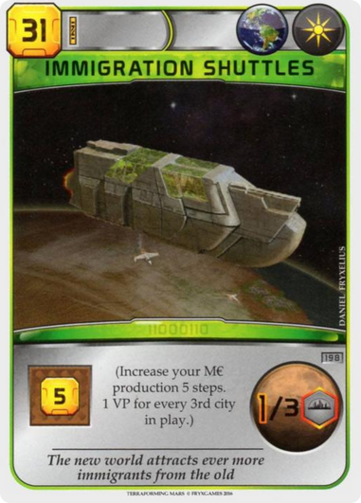 31
IMMIGRATION SHUTTLES
DANIEL FRYXELIUS
11000110
198
5
(Increase your M€
production 5 steps.
1 VP for every 3rd city
in play.)
1/3
The new world attracts ever more
immigrants from the old
TERRAFORMING MARS © FRYXGAMES 2016